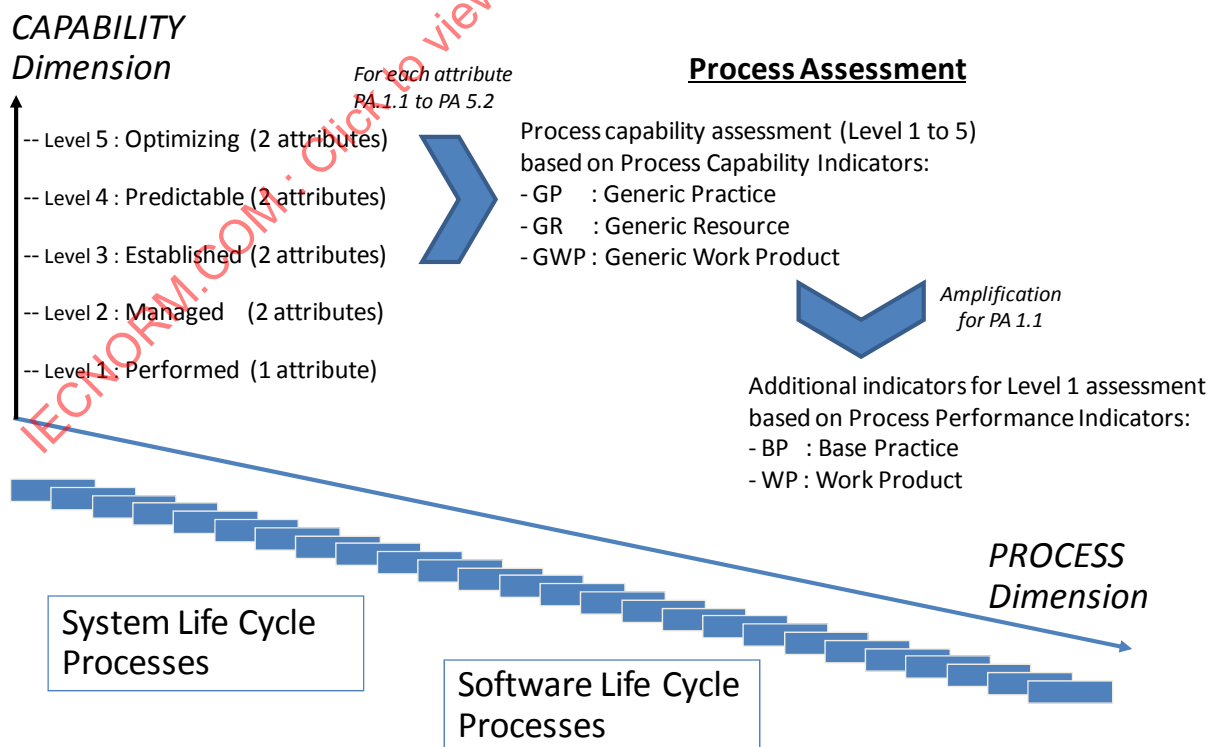 CAPABILITY
Dimension
For each attribute
PA.1.1 to PA 5.2
-- Level 5 : Optimizing (2 attributes)
-- Level 4 : Predictable (2 attributes)
-- Level 3 : Established (2 attributes)
-- Level 2 : Managed (2 attributes)
-- Level 1 : Performed (1 attribute)
Process Assessment
Process capability assessment (Level 1 to 5)
based on Process Capability Indicators:
- GP : Generic Practice
- GR : Generic Resource
- GWP : Generic Work Product
Amplification
for PA 1.1
Additional indicators for Level 1 assessment
based on Process Performance Indicators:
- BP : Base Practice
- WP : Work Product
PROCESS
Dimension
System Life Cycle
Processes
Software Life Cycle
Processes
IECNORM.COM : Click to view